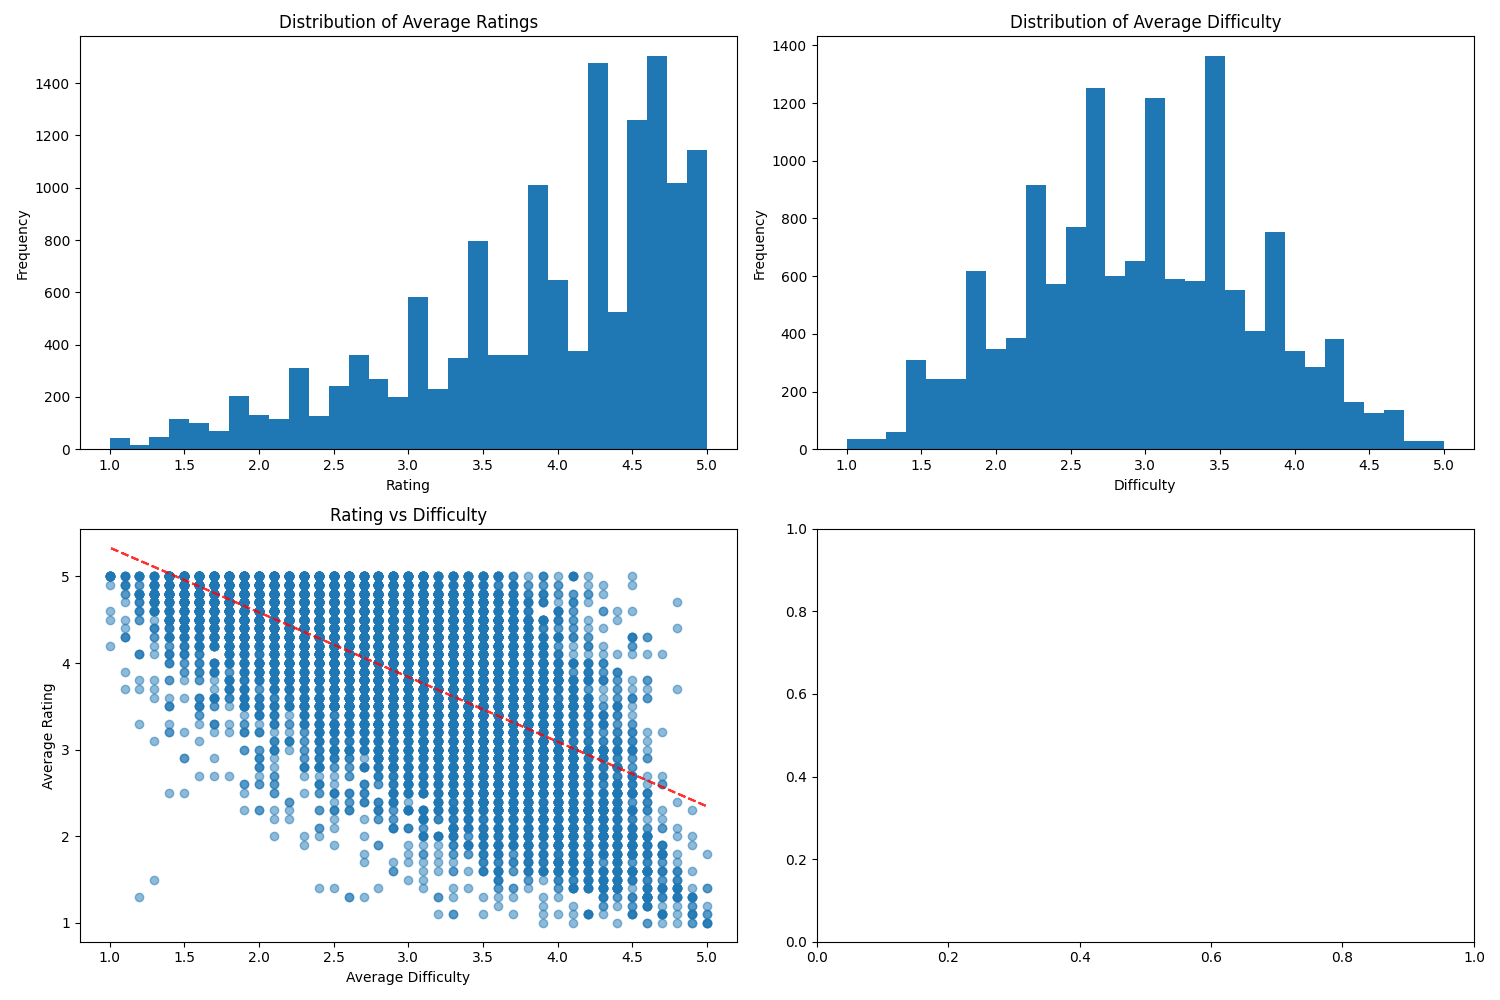 Distribution of Average Ratings
1400
1200
1000
800
600
400
200
0
Frequency
1.0 1.5 2.0 2.5 3.0 3.5 4.0 4.5 5.0
Rating
Distribution of Average Difficulty
1400
1200
1000
800
600
400
200
0
Frequency
1.0 1.5 2.0 2.5 3.0 3.5 4.0 4.5 5.0
Difficulty
Rating vs Difficulty
5
4
3
2
1
Average Rating
1.0 1.5 2.0 2.5 3.0 3.5 4.0 4.5 5.0
Average Difficulty
1.0
0.8
0.6
0.4
0.2
0.0
0.0 0.2 0.4 0.6 0.8 1.0